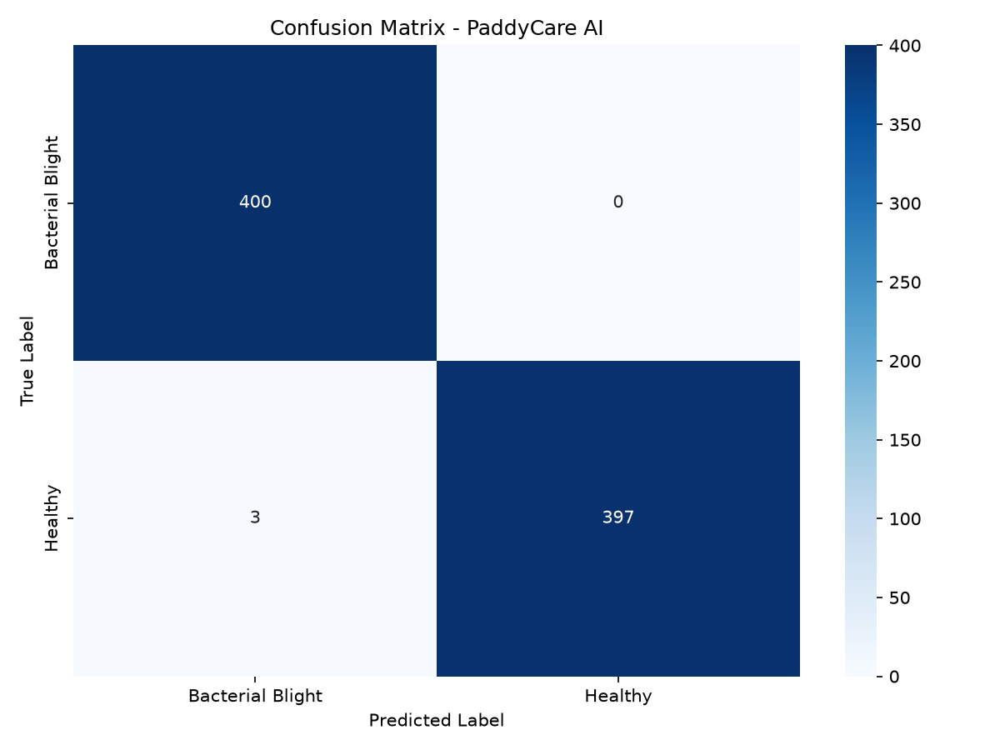 Confusion Matrix - PaddyCare AI
True Label
Bacterial Blight
Healthy
400
0
3
397
Bacterial Blight
Healthy
Predicted Label
400
350
300
250
200
150
100
50
0